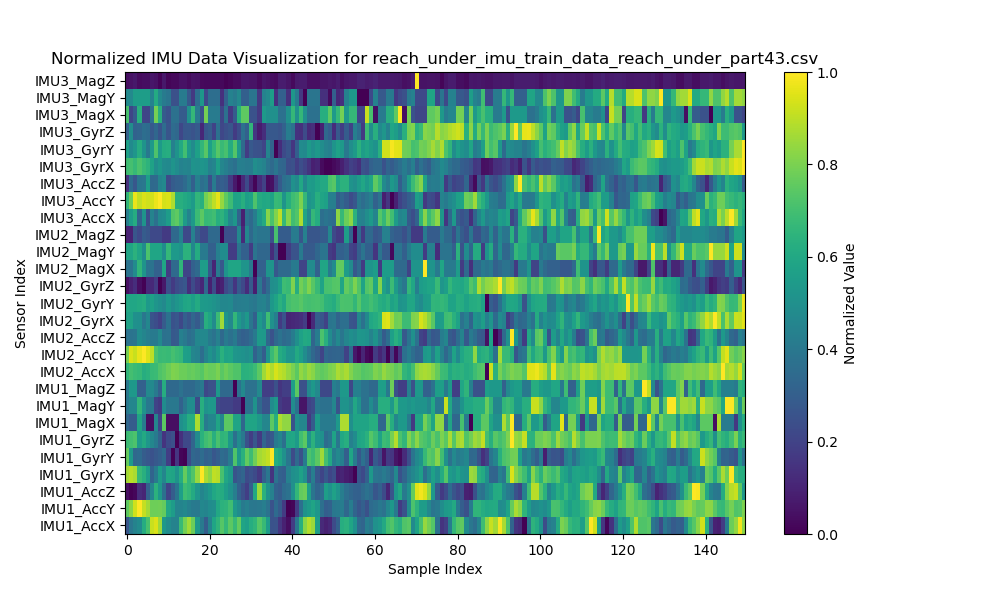 Normalized IMU Data Visualization for reach_under_imu_train_data_reach_under_part43.csv
IMU3_MagZ
IMU3_MagY
IMU3_MagX
IMU3_GyrZ
IMU3_GyrY
IMU3_GyrX
IMU3_AccZ
IMU3_AccY
IMU3_AccX
IMU2_MagZ
IMU2_MagY
IMU2_MagX
IMU2_GyrZ
IMU2_GyrY
IMU2_GyrX
IMU2_AccZ
IMU2_AccY
IMU2_AccX
IMU1_MagZ
IMU1_MagY
IMU1_MagX
IMU1_GyrZ
IMU1_GyrY
IMU1_GyrX
IMU1_AccZ
IMU1_AccY
IMU1_AccX
Sensor Index
0 20 40 60 80 100 120 140
Sample Index
1.0
0.8
0.6
0.4
0.2
0.0
Normalized Value